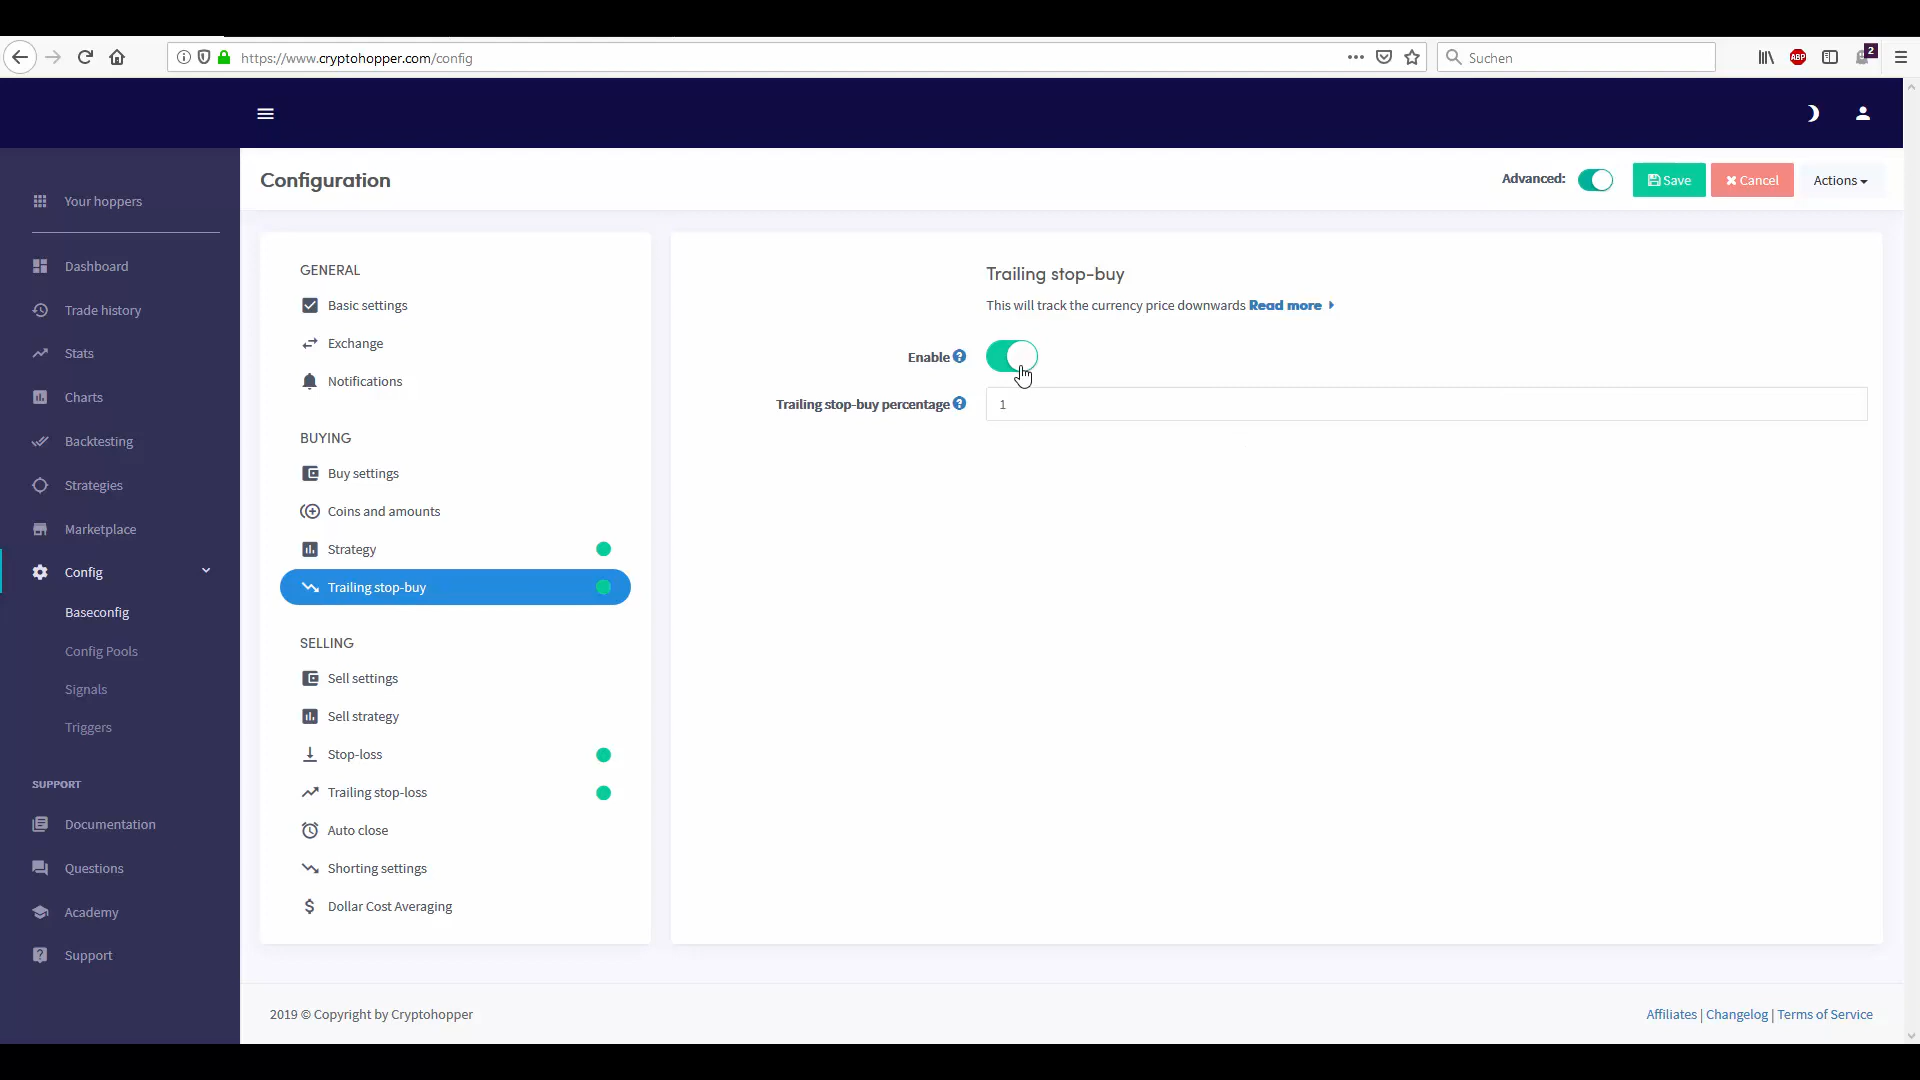 https://www.cryptohopper.com/config
Suchen
ABP
2
Configuration
Advanced:
Save
Cancel
Actions
Your hoppers
Dashboard
Trade history
Stats
Charts
Backtesting
Strategies
Marketplace
Config
Baseconfig
Config Pools
Signals
Triggers
SUPPORT
Documentation
Questions
Academy
Support
GENERAL
Basic settings
Exchange
Notifications
BUYING
Buy settings
Coins and amounts
Strategy
Trailing stop-buy
SELLING
Sell settings
Sell strategy
Stop-loss
Trailing stop-loss
Auto close
Shorting settings
Dollar Cost Averaging
Trailing stop-buy
This will track the currency price downwards Read more
Enable
Trailing stop-buy percentage
1
2019 © Copyright by Cryptohopper
Affiliates | Changelog | Terms of Service